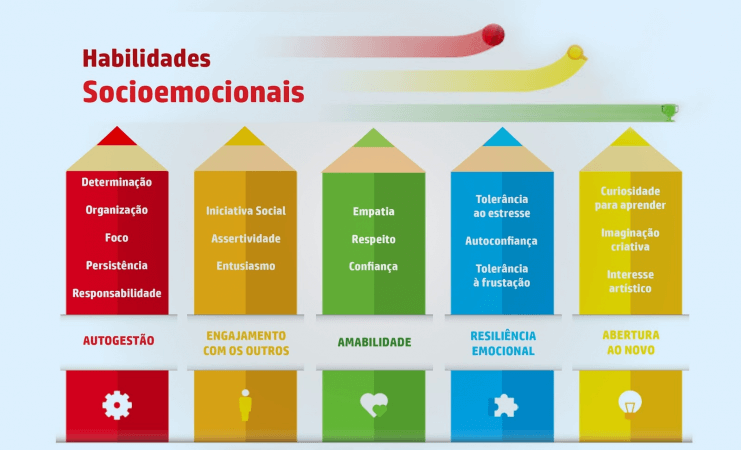 Habilidades
Socioemocionais
Determinação
Organização
Foco
Persistência
Responsabilidade
AUTOGESTÃO
Iniciativa Social
Assertividade
Entusiasmo
ENGAJAMENTO
COM OS OUTROS
Empatia
Respeito
Confiança
AMABILIDADE
Tolerância
ao estresse
Autoconfiança
Tolerância
à frustação
RESILIÊNCIA
EMOCIONAL
Curiosidade
para aprender
Imaginação
criativa
Interesse
artístico
ABERTURA
AO NOVO